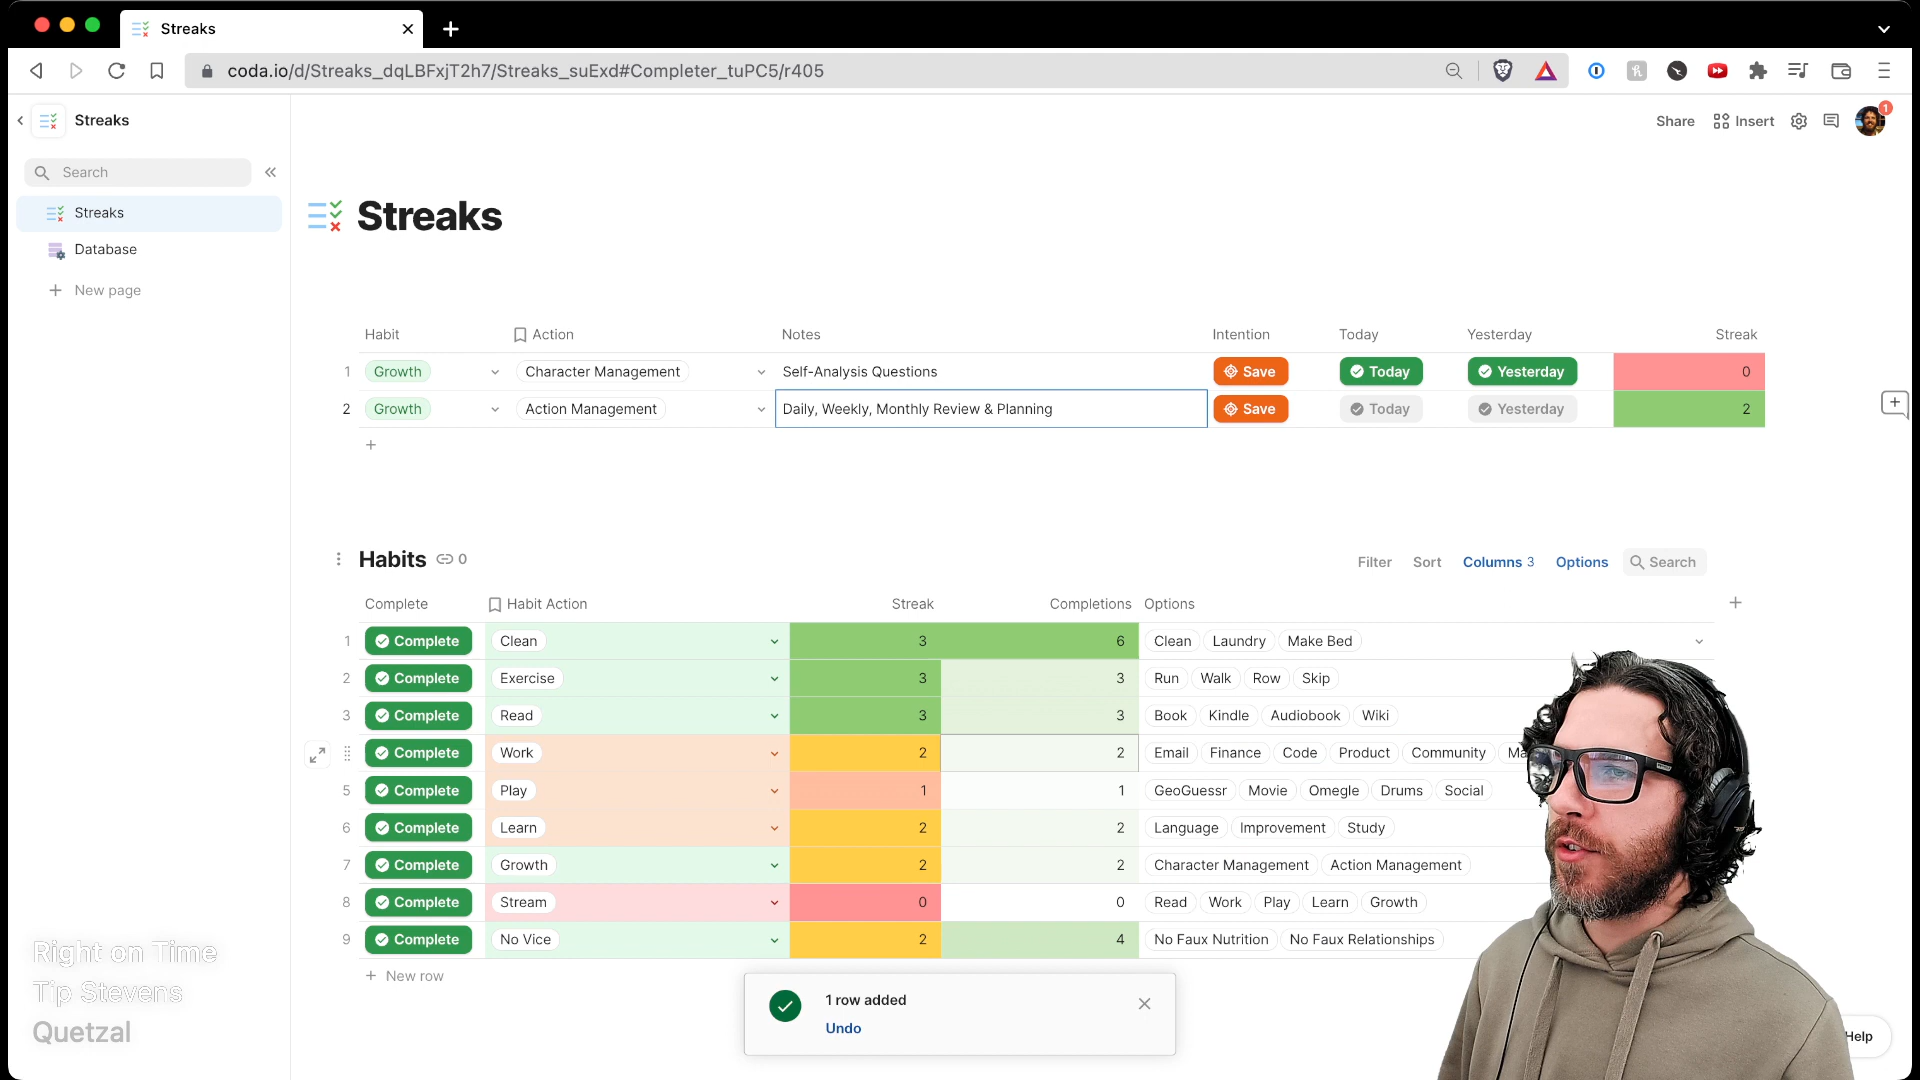 Streaks
coda.io/d/Streaks_dqLBFxjT2h7/Streaks_suExd#Completer_tuPC5/r405
Streaks
Share
Insert
1
Search
Streaks
Database
New page
Streaks
Habit Action Notes Intention Today Yesterday Streak
1 Growth Character Management Self-Analysis Questions Save Today Yesterday 0
2 Growth Action Management Daily, Weekly, Monthly Review & Planning Save Today Yesterday 2
Habits 0
Filter Sort Columns 3 Options Search
Complete Habit Action Streak Completions Options
1 Complete Clean 3 6 Clean Laundry Make Bed
2 Complete Exercise 3 3 Run Walk Row Skip
3 Complete Read 3 3 Book Kindle Audiobook Wiki
Complete Work 2 2 Email Finance Code Product Community
5 Complete Play 1 1 GeoGuessr Movie Omegle Drums Social
6 Complete Learn 2 2 Language Improvement Study
7 Complete Growth 2 2 Character Management Action Management
8 Complete Stream 0 0 Read Work Play Learn Growth
9 Complete No Vice 2 4 No Faux Nutrition No Faux Relationships
New row
1 row added
Undo
Help
Right on Time
Tip Stevens
Quetzal